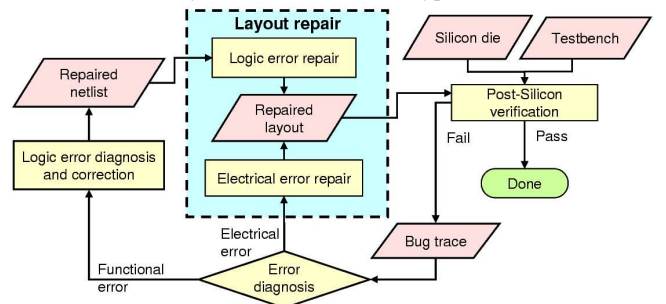 Layout repair
Silicon die
Testbench
Logic error repair
Repaired
netlist
Repaired
layout
Post-Silicon
verification
Fail
Pass
Logic error diagnosis
and correction
Electrical error repair
Done
Electrical
error
Bug trace
Functional
error
Error
diagnosis